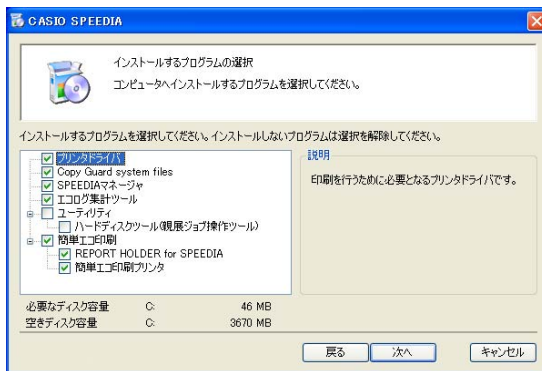 CASIO SPEEDIA
インストールするプログラムの選択
コンピュータへインストールするプログラムを選択してください。
インストールするプログラムを選択してください。インストールしないプログラムは選択を解除してください。
プリンタドライバ
Copy Guard system files
SPEEDIAマネージャ
エコログ集計ツール
ユーティリティ
ハードディスクツール(親展ジョブ操作ツール)
簡単エコ印刷
REPORT HOLDER for SPEEDIA
簡単エコ印刷プリンタ
説明
印刷を行うために必要となるプリンタドライバです。
必要なディスク容量 C: 46 MB
空きディスク容量 C: 3670 MB
戻る 次へ キャンセル